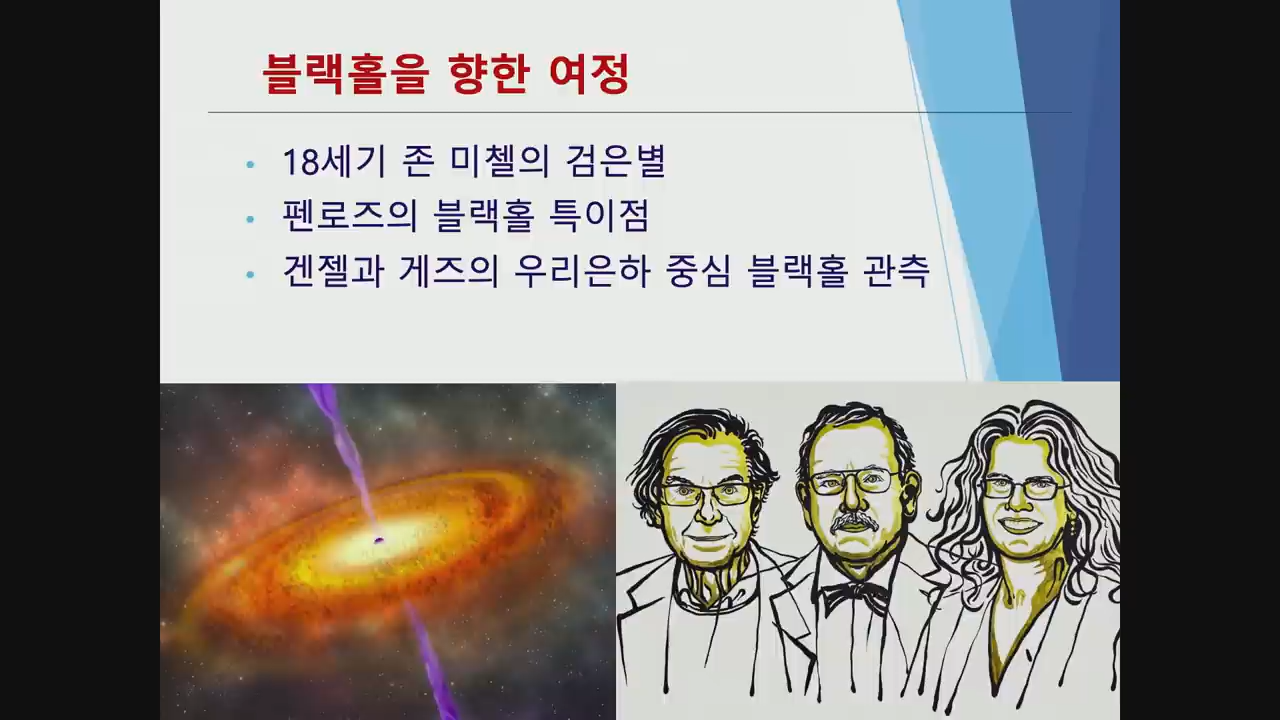 블랙홀을 향한 여정
• 18세기 존 미첼의 검은별
• 펜로즈의 블랙홀 특이점
• 겐젤과 게즈의 우리은하 중심 블랙홀 관측